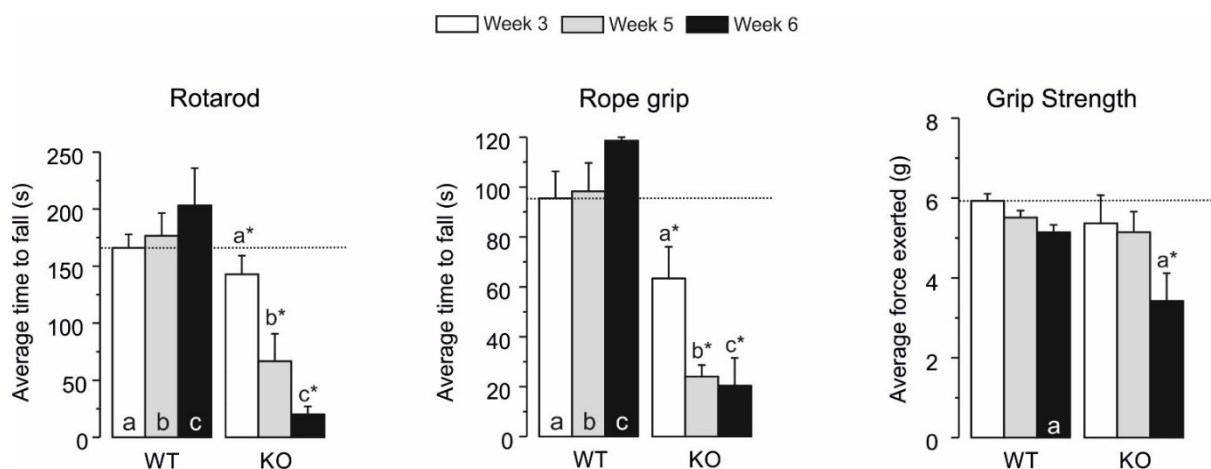 Week 3 Week 5 Week 6
Rotarod
Average time to fall (s)
250
200
150
100
50
0
a b c
a*
b*
c*
WT KO
Rope grip
Average time to fall (s)
120
100
80
60
40
20
0
a b c
a*
b*
c*
WT KO
Grip Strength
Average force exerted (g)
8
6
4
2
0
a
a*
WT KO